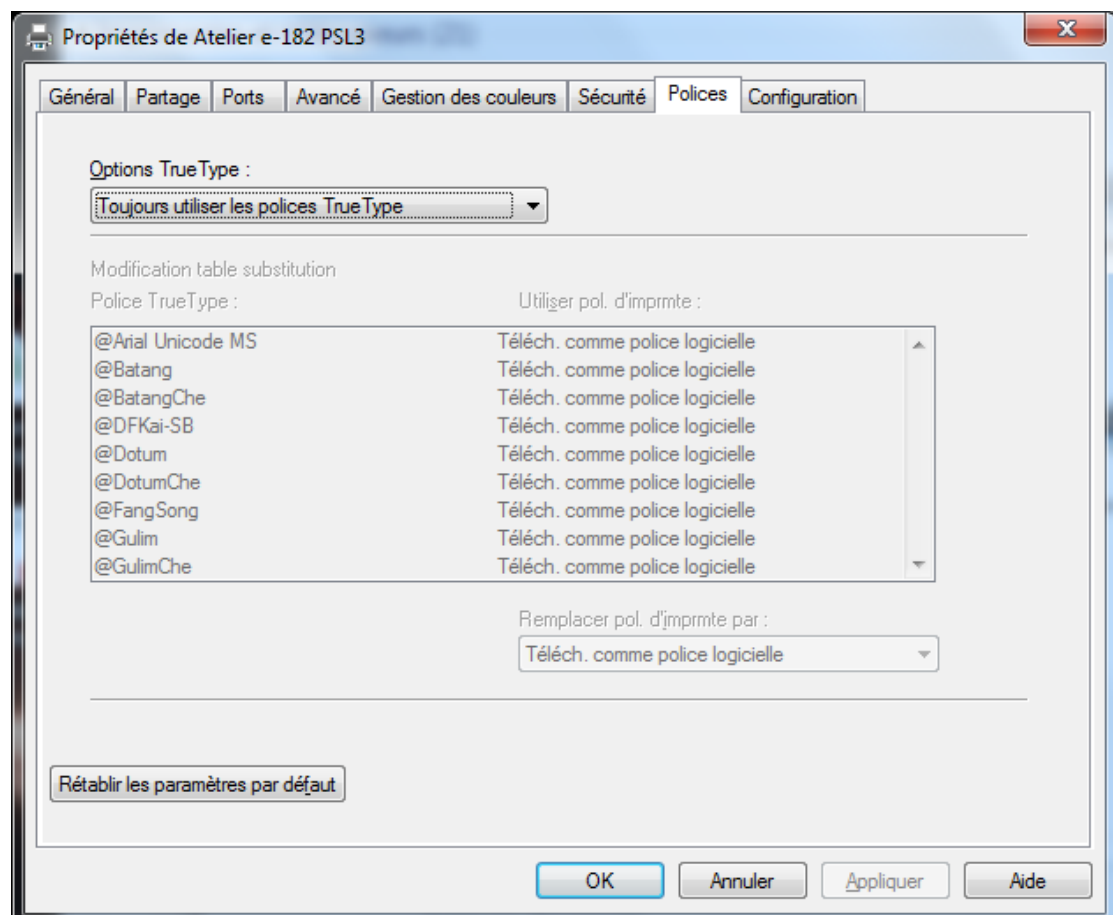 Propriétés de Atelier e-182 PSL3
Général Partage Ports Avancé Gestion des couleurs Sécurité Polices Configuration
Options TrueType :
Toujours utiliser les polices TrueType
Modification table substitution
Police TrueType : Utiliser pol. d'imprmte :
@Arial Unicode MS Téléch. comme police logicielle
@Batang Téléch. comme police logicielle
@BatangChe Téléch. comme police logicielle
@DFKai-SB Téléch. comme police logicielle
@Dotum Téléch. comme police logicielle
@DotumChe Téléch. comme police logicielle
@FangSong Téléch. comme police logicielle
@Gulim Téléch. comme police logicielle
@GulimChe Téléch. comme police logicielle
Remplacer pol. d'imprmte par :
Téléch. comme police logicielle
Rétablir les paramètres par défaut
OK Annuler Appliquer Aide